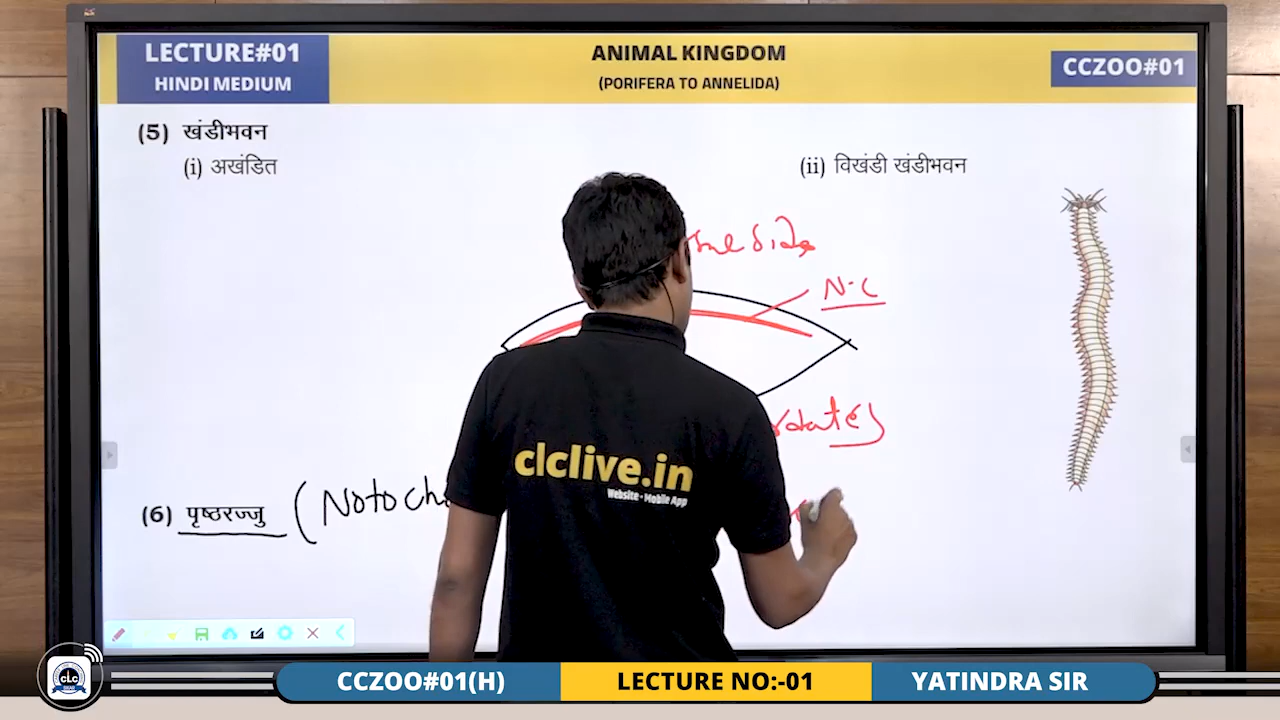 LECTURE#01
HINDI MEDIUM
ANIMAL KINGDOM
(PORIFERA TO ANNELIDA)
CCZOO#01
(5) खंडीभवन
(i) अखंडित
(ii) विखंडी खंडीभवन
N.C
clclive.in
Website • Mobile App
(6) पृष्ठरज्जु (Notoch
CLC
CCZOO#01(H)
LECTURE NO:-01
YATINDRA SIR